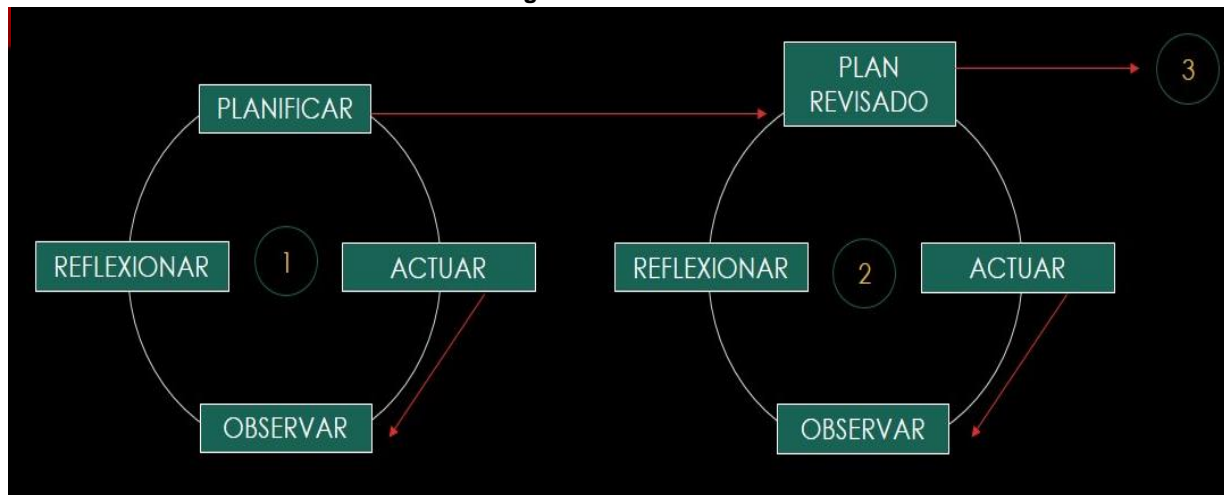 PLANIFICAR
REFLEXIONAR
1
ACTUAR
OBSERVAR
PLAN
REVISADO
REFLEXIONAR
2
ACTUAR
OBSERVAR
3